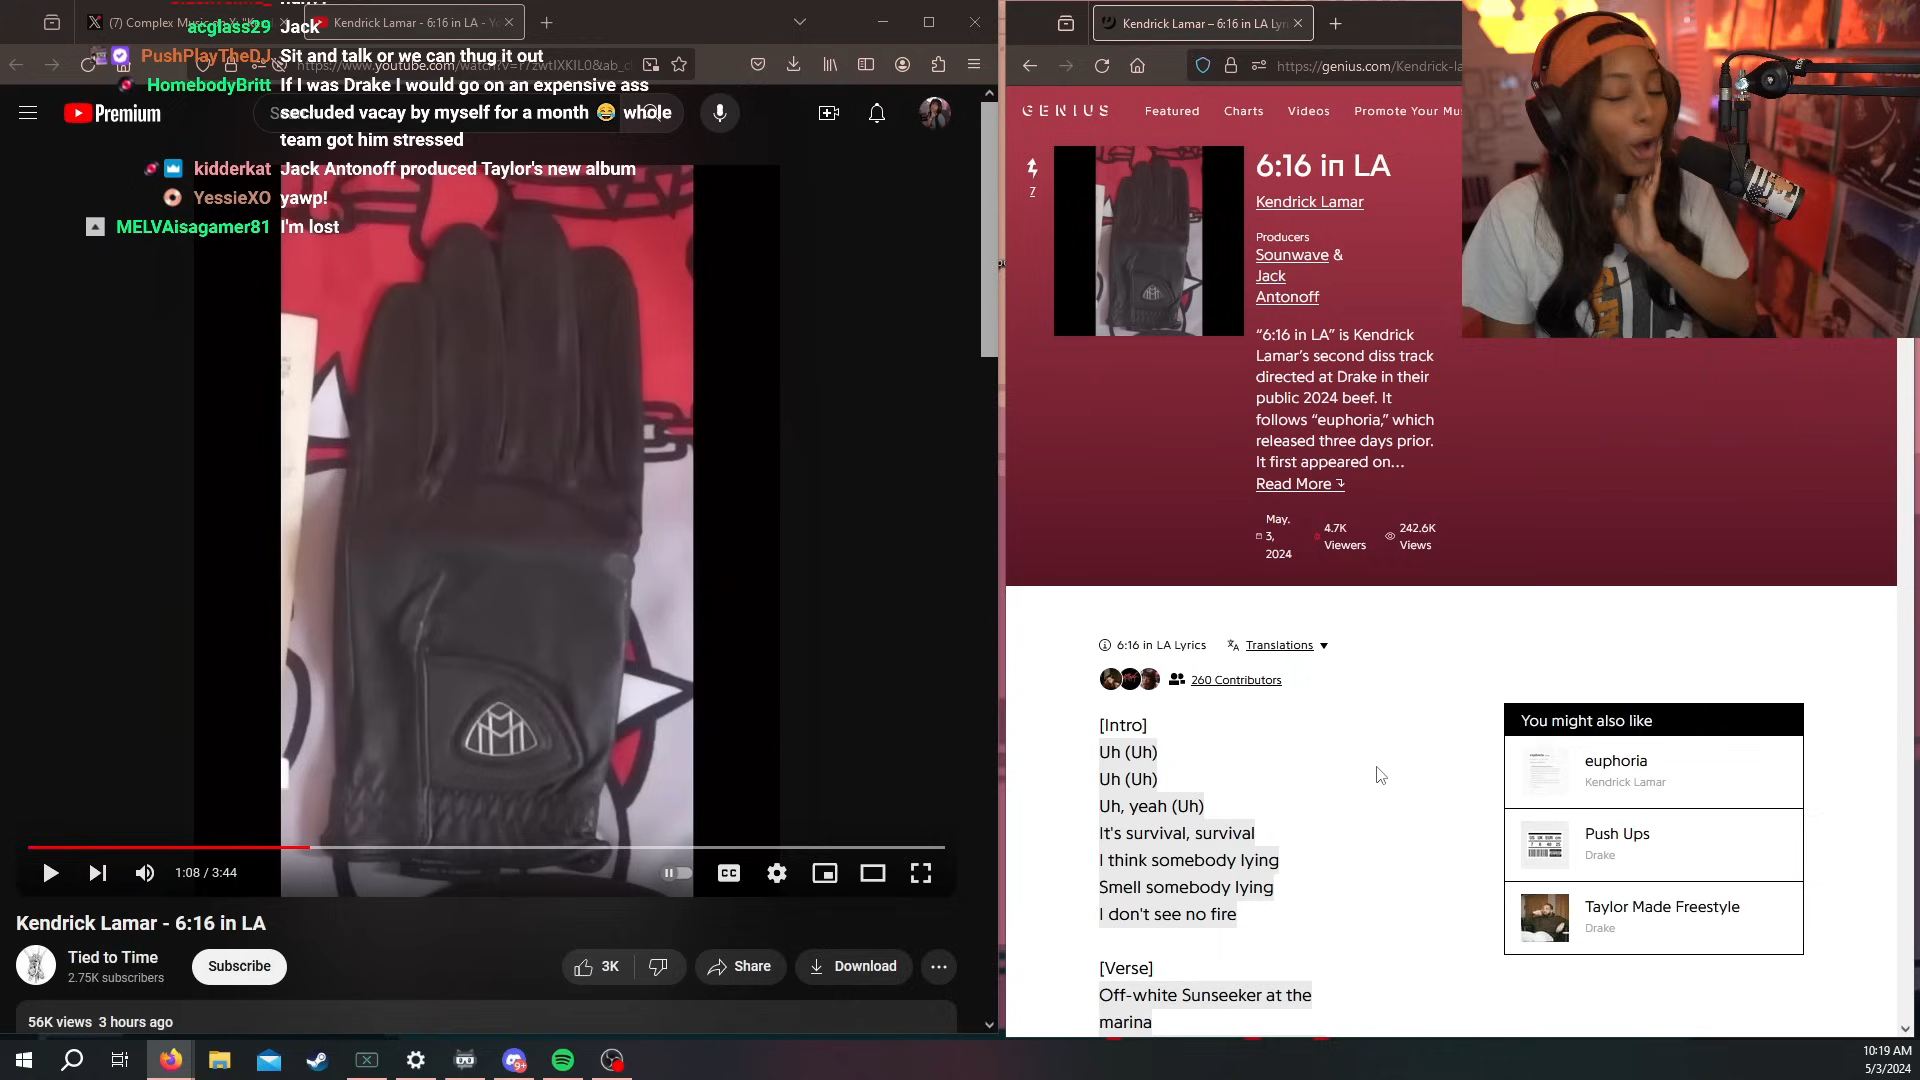 (7) Complex Music on X: "Ken
Kendrick Lamar - 6:16 in LA - Yo
acglass29 Jack
PushPlayTheDJ Sit and talk or we can thug it out
HomebodyBritt If I was Drake I would go on an expensive ass
secluded vacay by myself for a month 😂 whole
team got him stressed
kidderkat Jack Antonoff produced Taylor's new album
YessieXO yawp!
MELVAisagamer81 I'm lost
Premium
1:08 / 3:44
CC
Kendrick Lamar - 6:16 in LA
Tied to Time
2.75K subscribers
Subscribe
3K
Share
Download
56K views 3 hours ago
Kendrick Lamar – 6:16 in LA Lyri
https://genius.com/Kendrick-la
GENIUS
Featured
Charts
Videos
Promote Your Mus
7
6:16 in LA
Kendrick Lamar
Producers
Sounwave &
Jack
Antonoff
“6:16 in LA” is Kendrick
Lamar’s second diss track
directed at Drake in their
public 2024 beef. It
follows “euphoria,” which
released three days prior.
It first appeared on…
Read More
May.
3,
2024
4.7K
Viewers
242.6K
Views
6:16 in LA Lyrics
Translations
260 Contributors
[Intro]
Uh (Uh)
Uh (Uh)
Uh, yeah (Uh)
It's survival, survival
I think somebody lying
Smell somebody lying
I don't see no fire
[Verse]
Off-white Sunseeker at the
marina
You might also like
euphoria
Kendrick Lamar
Push Ups
Drake
Taylor Made Freestyle
Drake
9+
10:19 AM
5/3/2024